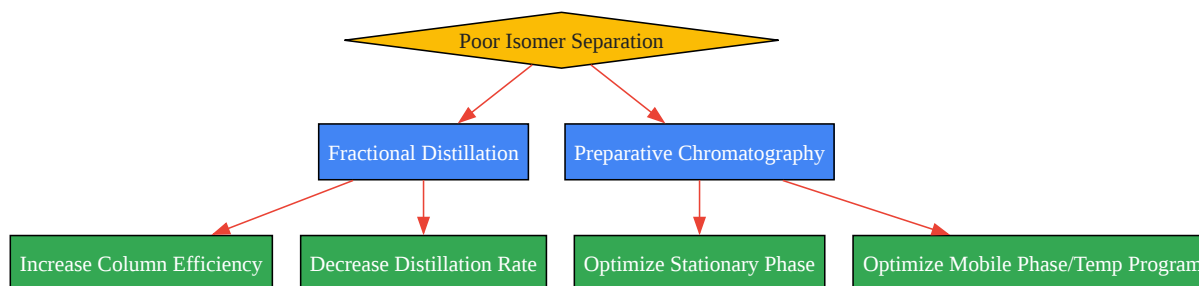 Poor Isomer Separation
Fractional Distillation
Preparative Chromatography
Increase Column Efficiency
Decrease Distillation Rate
Optimize Stationary Phase
Optimize Mobile Phase/Temp Program